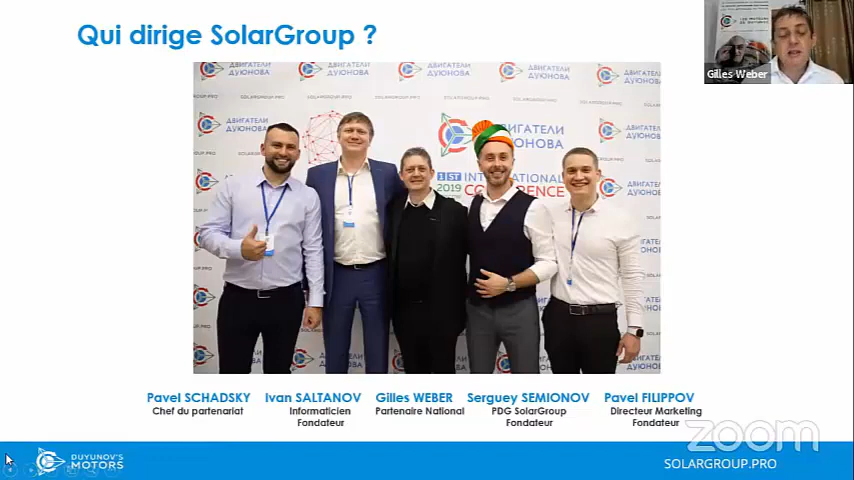 Qui dirige SolarGroup ?
Gilles Weber
ДВИГАТЕЛИ
ДУЮНОВА
SOLARGROUP.PRO
1ST INTERNATIONAL
2019 CONFERENCE
Pavel SCHADSKY
Chef du partenariat
Ivan SALTANOV
Informaticien
Fondateur
Gilles WEBER
Partenaire National
Serguey SEMIONOV
PDG SolarGroup
Fondateur
Pavel FILIPPOV
Directeur Marketing
Fondateur
zoom
DUYUNOV'S
MOTORS
SOLARGROUP.PRO